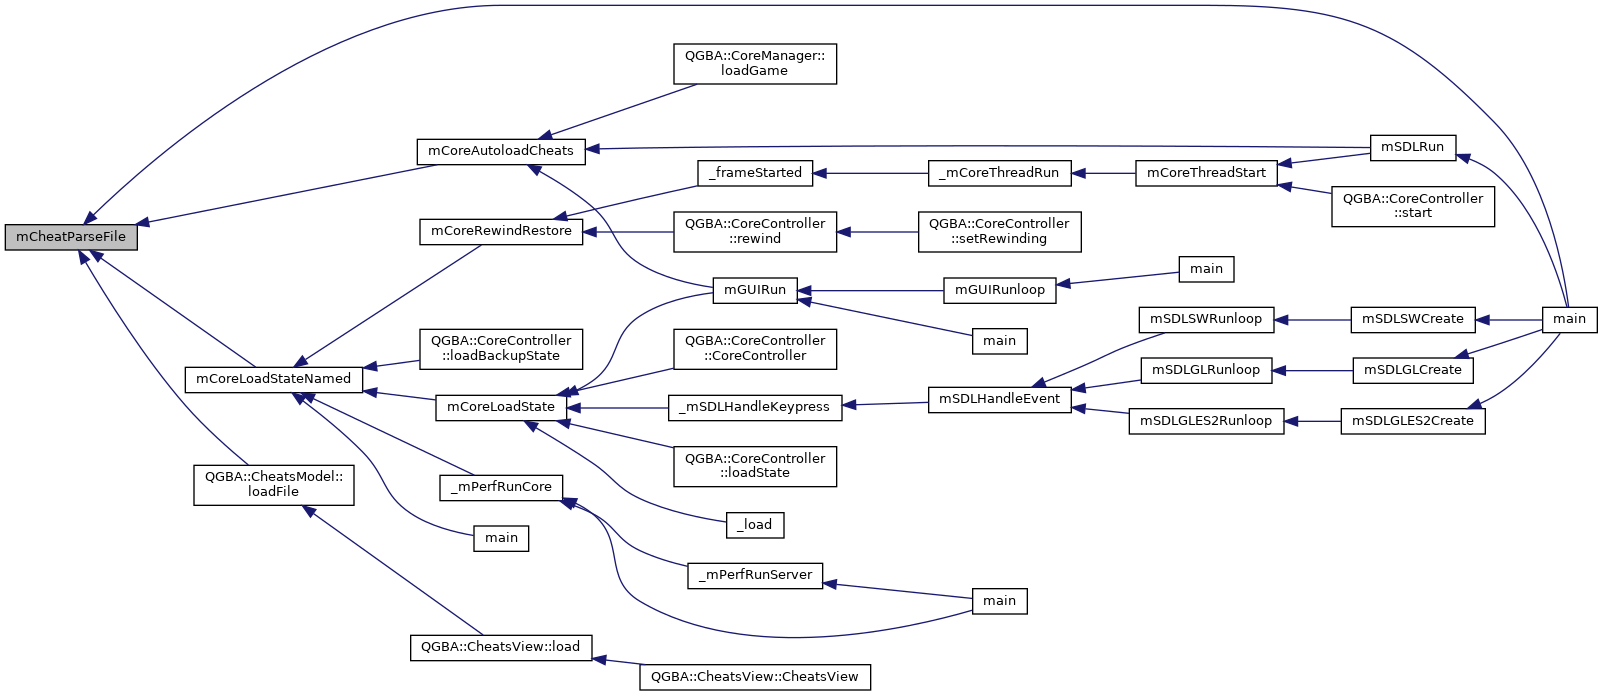 QGBA::CoreManager::
loadGame
mCoreAutoloadCheats
mSDLRun
_frameStarted
_mCoreThreadRun
mCoreThreadStart
QGBA::CoreController
::start
mCheatParseFile
mCoreRewindRestore
QGBA::CoreController
::rewind
QGBA::CoreController
::setRewinding
main
mGUIRun
mGUIRunloop
main
mSDLSWRunloop
mSDLSWCreate
main
QGBA::CoreController
::loadBackupState
QGBA::CoreController
::CoreController
mSDLGLRunloop
mSDLGLCreate
mCoreLoadStateNamed
mCoreLoadState
_mSDLHandleKeypress
mSDLHandleEvent
mSDLGLES2Runloop
mSDLGLES2Create
QGBA::CoreController
::loadState
QGBA::CheatsModel::
loadFile
_mPerfRunCore
_load
main
_mPerfRunServer
main
QGBA::CheatsView::load
QGBA::CheatsView::CheatsView